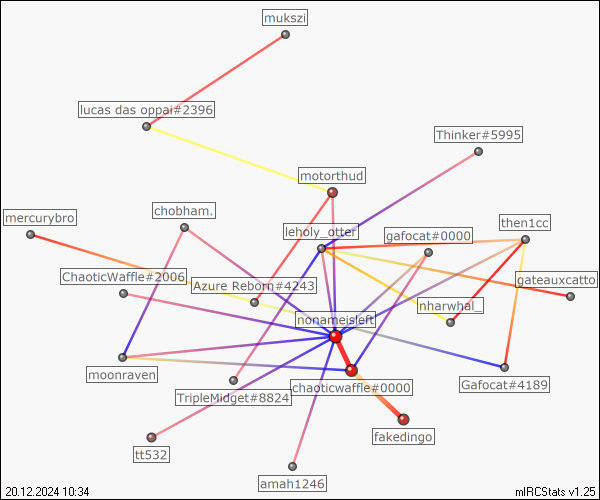 mukszi
lucas das oppai#2396
Thinker#5995
motorthud
mercurybro
chobham.
then1cc
leholy_otter
gafocat#0000
ChaoticWaffle#2006
Azure Reborn#4243
gateauxcatto
nharwhal_
nonameisleft
moonraven
chaoticwaffle#0000
Gafocat#4189
TripleMidget#8824
fakedingo
tt532
amah1246
20.12.2024 10:34
mIRCStats v1.25